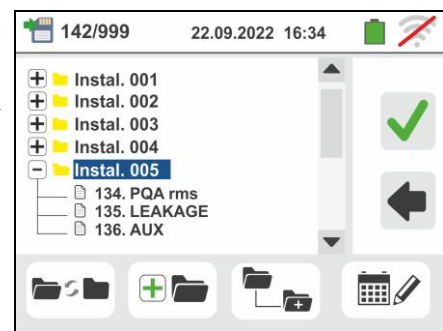 142/999 22.09.2022 16:34
Instal. 001
Instal. 002
Instal. 003
Instal. 004
Instal. 005
134. PQA rms
135. LEAKAGE
136. AUX